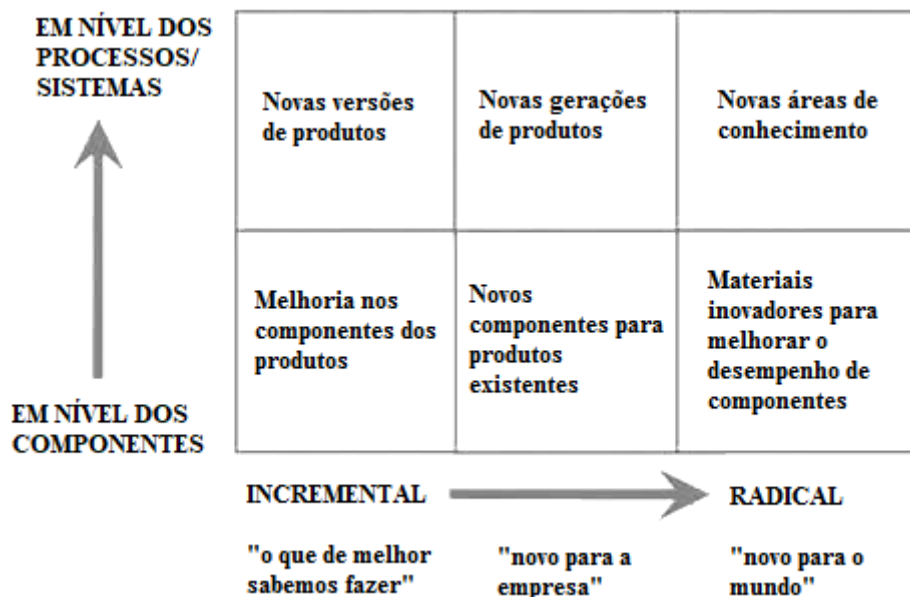 EM NÍVEL DOS
PROCESSOS/
SISTEMAS
Novas versões
de produtos
Novas gerações
de produtos
Novas áreas de
conhecimento
Melhoria nos
componentes dos
produtos
Novos
componentes para
produtos
existentes
Materiais
inovadores para
melhorar o
desempenho de
componentes
EM NÍVEL DOS
COMPONENTES
INCREMENTAL
RADICAL
"o que de melhor
sabemos fazer"
"novo para a
empresa"
"novo para o
mundo"